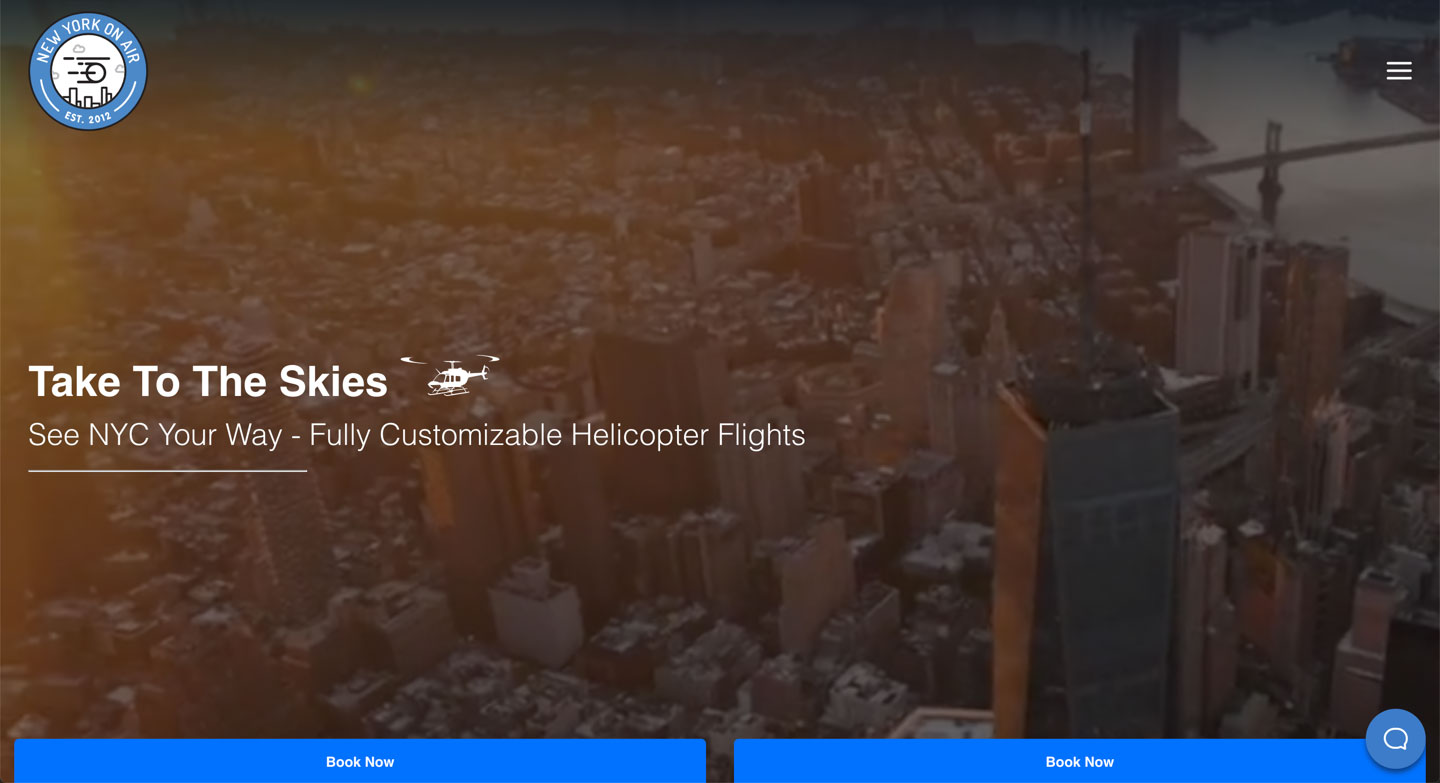 NEW YORK ON AIR
EST. 2012
Take To The Skies
See NYC Your Way - Fully Customizable Helicopter Flights
Book Now
Book Now